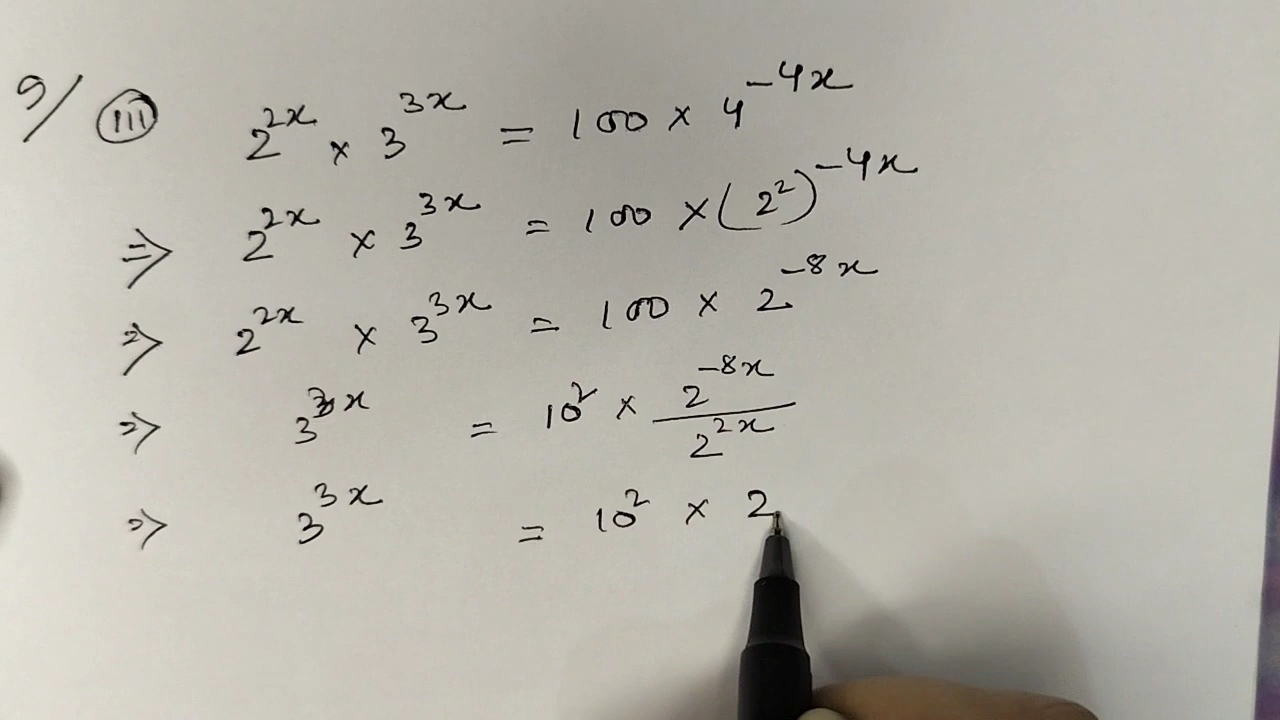 9/ (iii) 2^{2x} × 3^{3x} = 100 × 4^{-4x}
⇒ 2^{2x} × 3^{3x} = 100 × (2^2)^{-4x}
⇒ 2^{2x} × 3^{3x} = 100 × 2^{-8x}
⇒ 3^{3x} = 10^2 × \frac{2^{-8x}}{2^{2x}}
⇒ 3^{3x} = 10^2 × 2